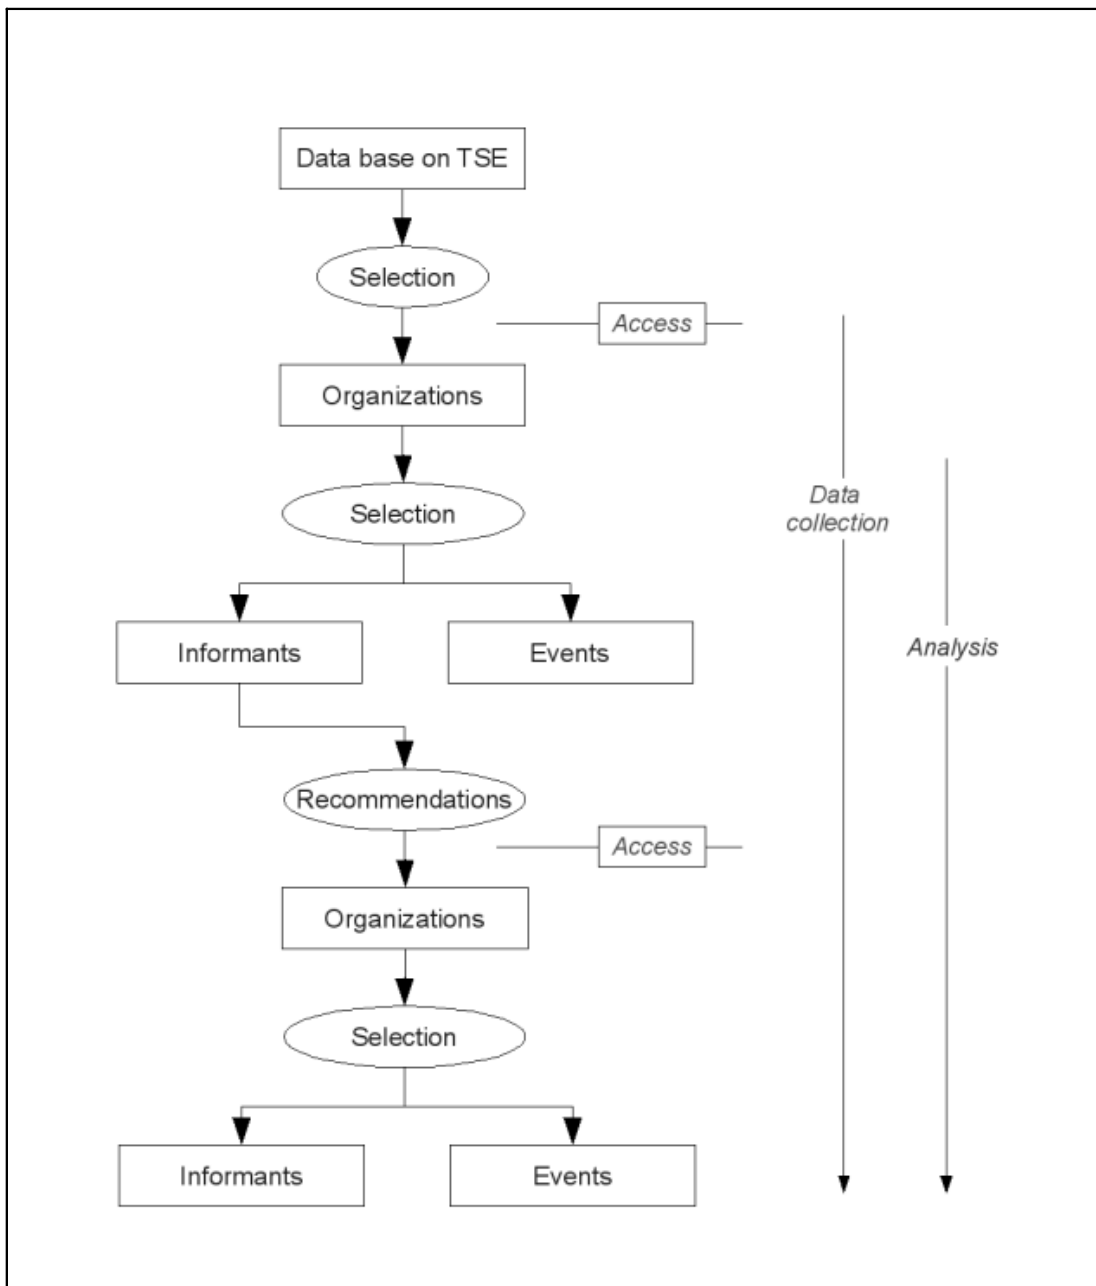 Data base on TSE
Selection
Access
Organizations
Selection
Data
collection
Informants
Events
Analysis
Recommendations
Access
Organizations
Selection
Informants
Events